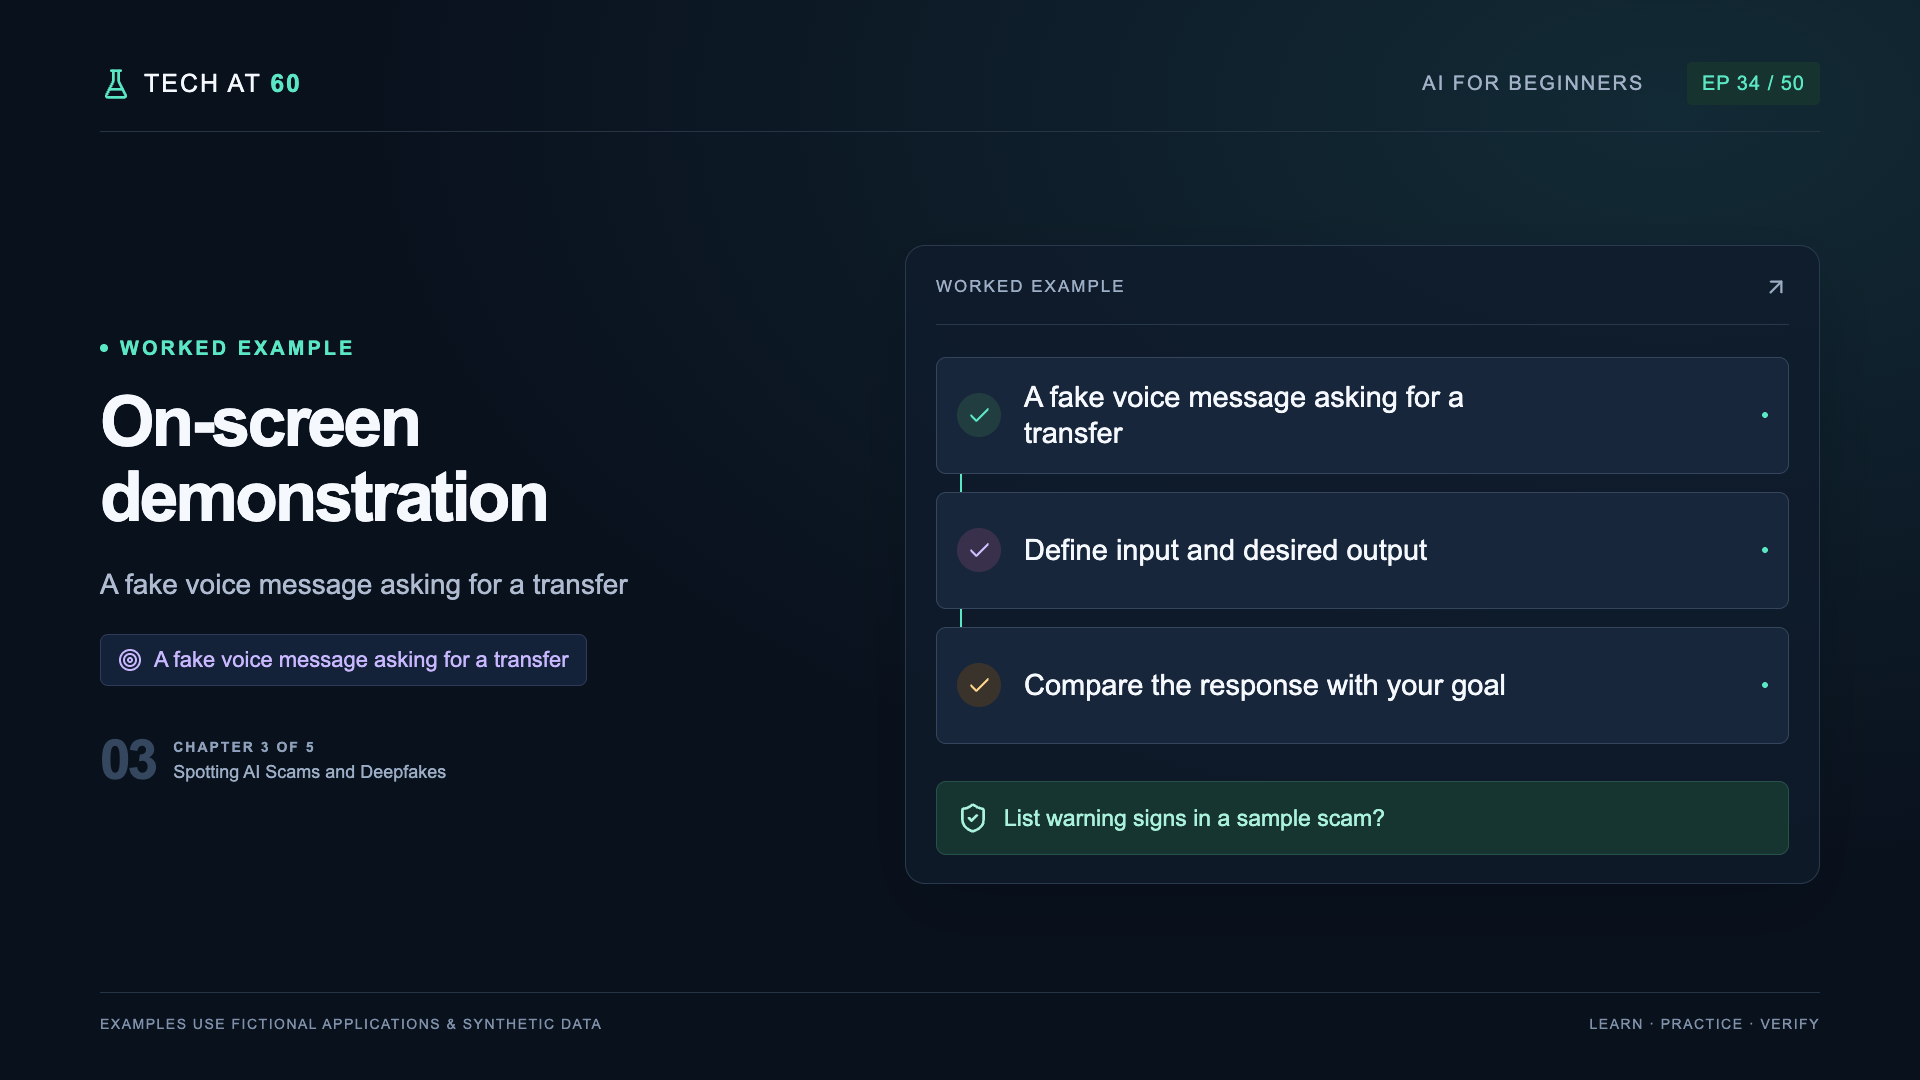 TECH AT 60
AI FOR BEGINNERS
EP 34 / 50
WORKED EXAMPLE
On-screen
demonstration
A fake voice message asking for a transfer
A fake voice message asking for a transfer
03
CHAPTER 3 OF 5
Spotting AI Scams and Deepfakes
WORKED EXAMPLE
A fake voice message asking for a
transfer
Define input and desired output
Compare the response with your goal
List warning signs in a sample scam?
EXAMPLES USE FICTIONAL APPLICATIONS & SYNTHETIC DATA
LEARN · PRACTICE · VERIFY